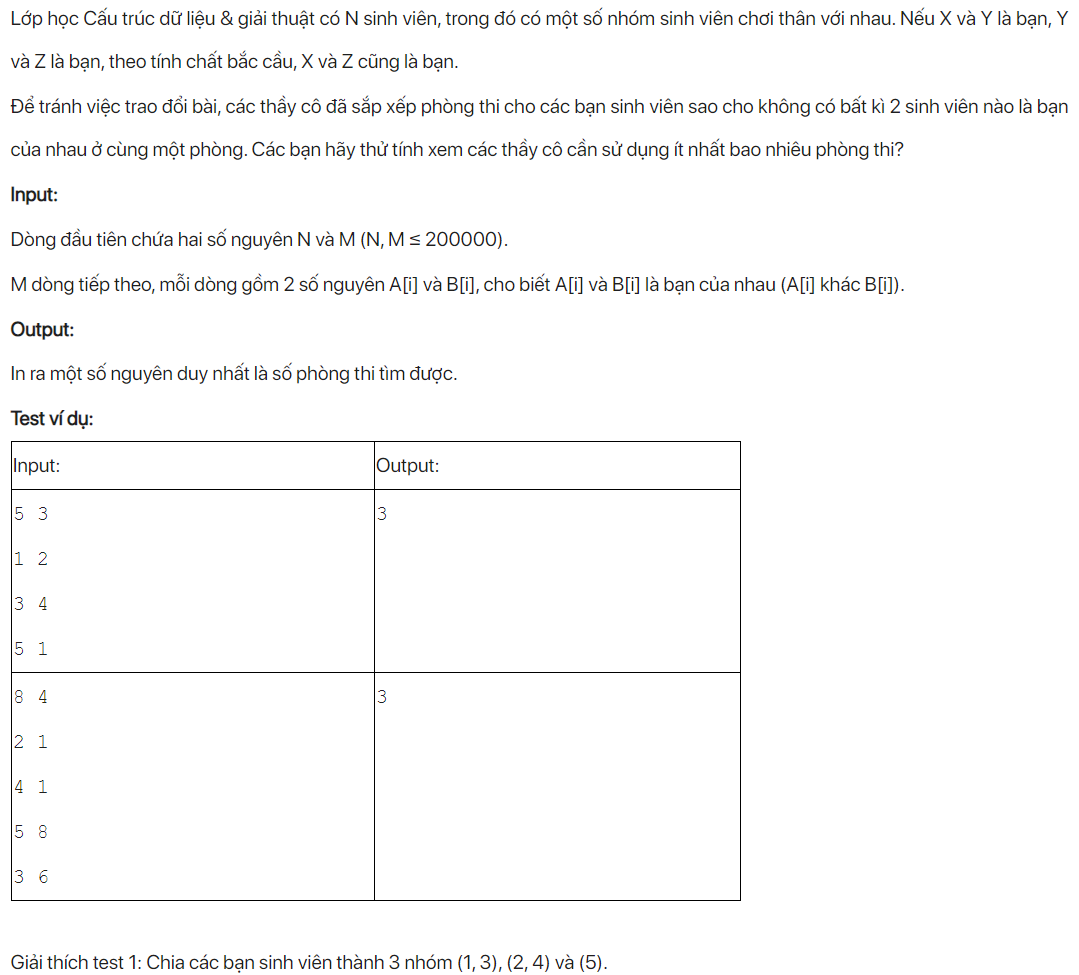 Lớp học Cấu trúc dữ liệu & giải thuật có N sinh viên, trong đó có một số nhóm sinh viên chơi thân với nhau. Nếu X và Y là bạn, Y
và Z là bạn, theo tính chất bắc cầu, X và Z cũng là bạn.
Để tránh việc trao đổi bài, các thầy cô đã sắp xếp phòng thi cho các bạn sinh viên sao cho không có bất kì 2 sinh viên nào là bạn
của nhau ở cùng một phòng. Các bạn hãy thử tính xem các thầy cô cần sử dụng ít nhất bao nhiêu phòng thi?
Input:
Dòng đầu tiên chứa hai số nguyên N và M (N, M ≤ 200000).
M dòng tiếp theo, mỗi dòng gồm 2 số nguyên A[i] và B[i], cho biết A[i] và B[i] là bạn của nhau (A[i] khác B[i]).
Output:
In ra một số nguyên duy nhất là số phòng thi tìm được.
Test ví dụ:
Input: Output:
5 3 3
1 2
3 4
5 1
8 4 3
2 1
4 1
5 8
3 6
Giải thích test 1: Chia các bạn sinh viên thành 3 nhóm (1, 3), (2, 4) và (5).